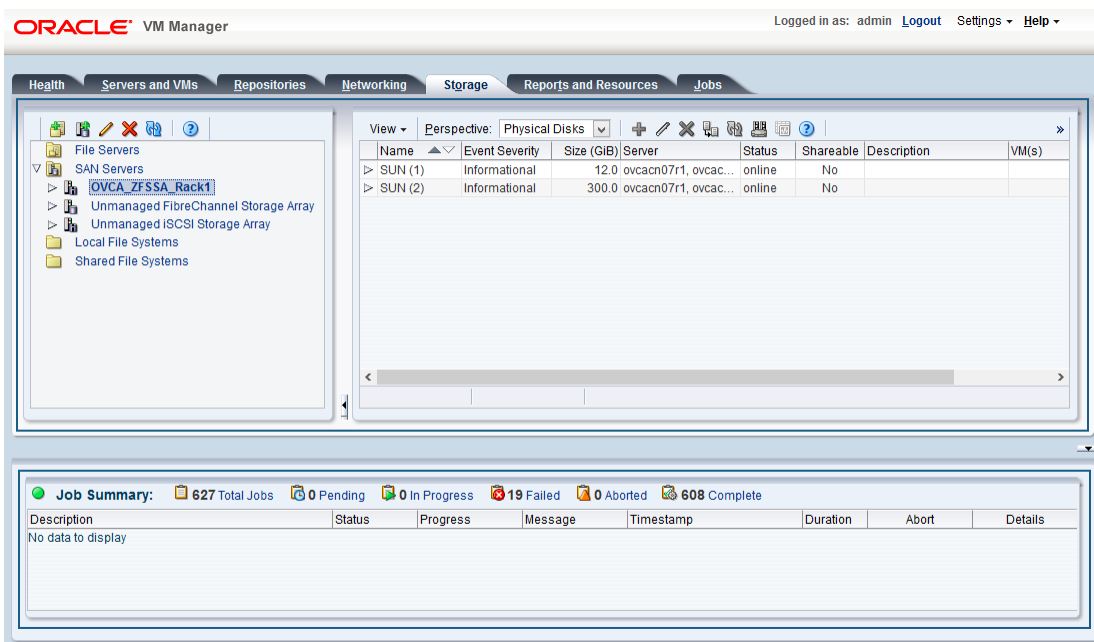 ORACLE VM Manager
Logged in as: admin Logout Settings Help
Health Servers and VMs Repositories Networking Storage Reports and Resources Jobs
File Servers
SAN Servers
OVCA_ZFSSA_Rack1
Unmanaged FibreChannel Storage Array
Unmanaged iSCSI Storage Array
Local File Systems
Shared File Systems
View Perspective: Physical Disks
Name Event Severity Size (GiB) Server Status Shareable Description VM(s)
SUN (1) Informational 12.0 ovcacn07r1, ovcac... online No
SUN (2) Informational 300.0 ovcacn07r1, ovcac... online No
Job Summary: 627 Total Jobs 0 Pending 0 In Progress 19 Failed 0 Aborted 608 Complete
Description Status Progress Message Timestamp Duration Abort Details
No data to display